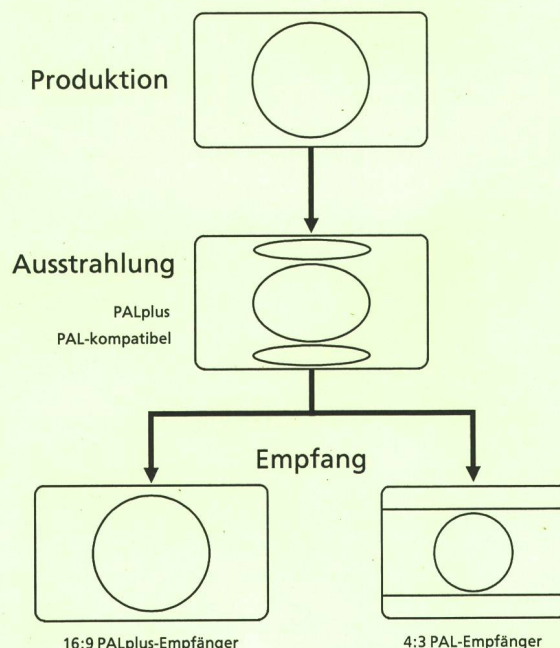 Produktion
Ausstrahlung
PALplus
PAL-kompatibel
Empfang
16:9 PALplus-Empfänger
4:3 PAL-Empfänger